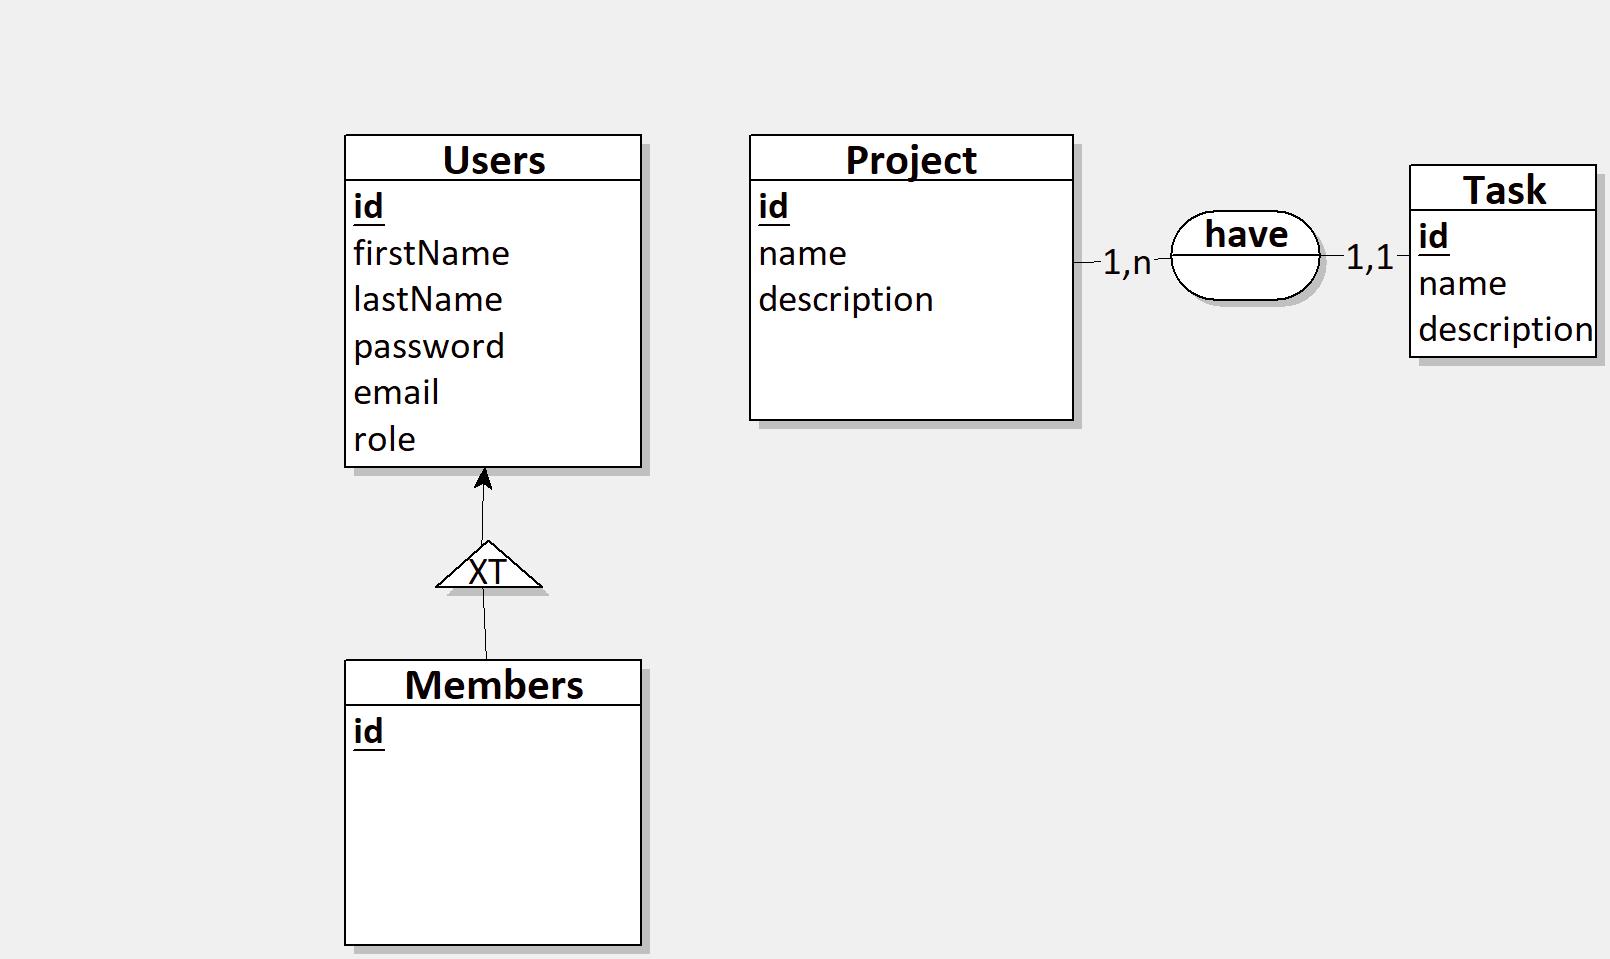 Users
id
firstName
lastName
password
email
role
XT
Members
id
Project
id
name
description
1,n
have
1,1
Task
id
name
description